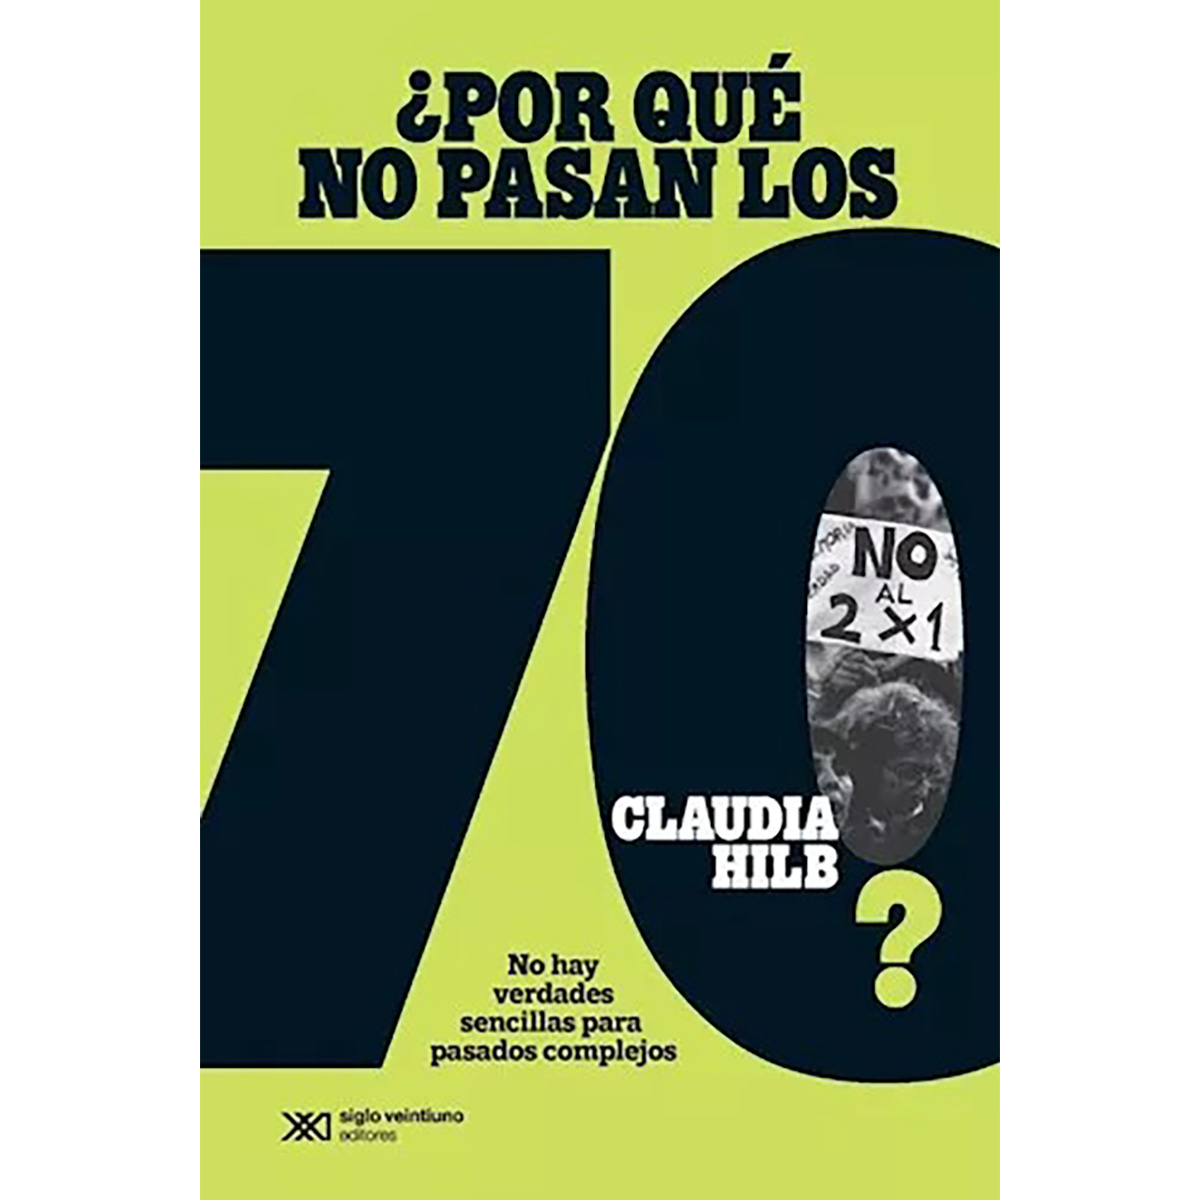 ¿POR QUÉ
NO PASAN LOS
70
NO
AL
2 x 1
CLAUDIA
HILB
?
No hay
verdades
sencillas para
pasados complejos
siglo veintiuno
editores